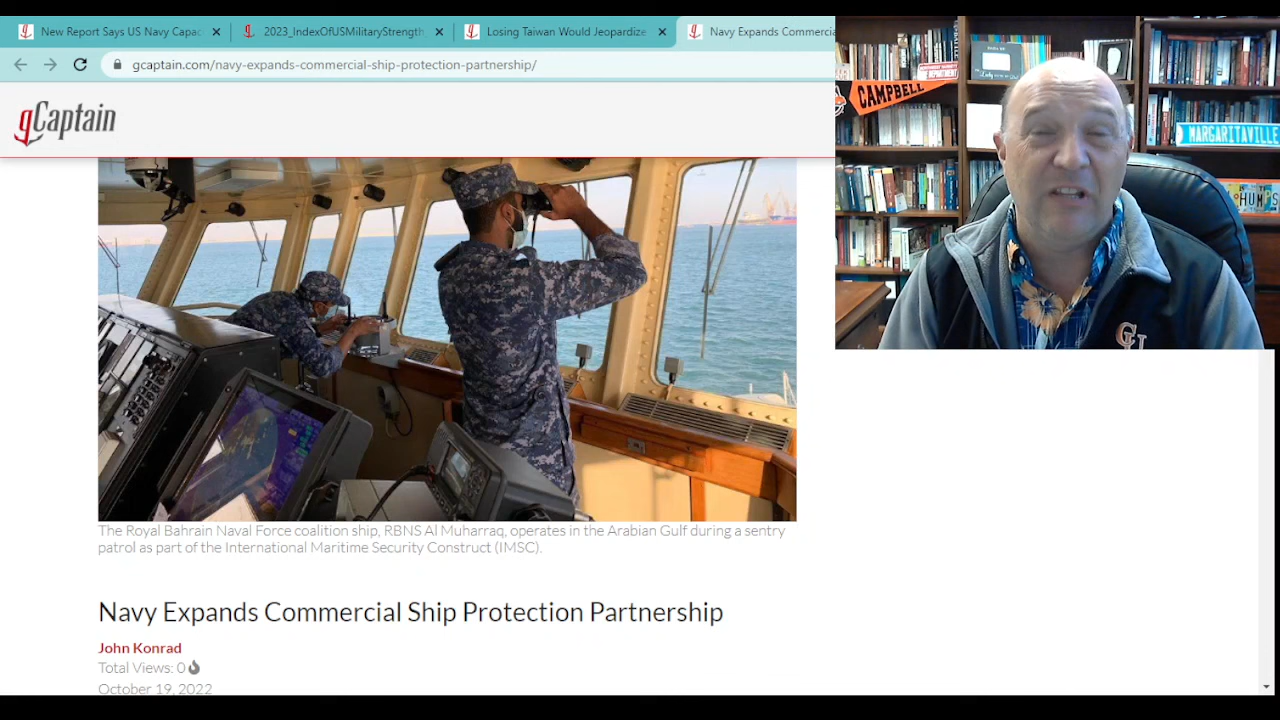 New Report Says US Navy Capac
2023_IndexOfUSMilitaryStrength
Losing Taiwan Would Jeopardize
Navy Expands Commercia
gcaptain.com/navy-expands-commercial-ship-protection-partnership/
gCaptain
CAMPBELL
MARGARITAVILLE
The Royal Bahrain Naval Force coalition ship, RBNS Al Muharraq, operates in the Arabian Gulf during a sentry
patrol as part of the International Maritime Security Construct (IMSC).
Navy Expands Commercial Ship Protection Partnership
John Konrad
Total Views: 0
October 19, 2022